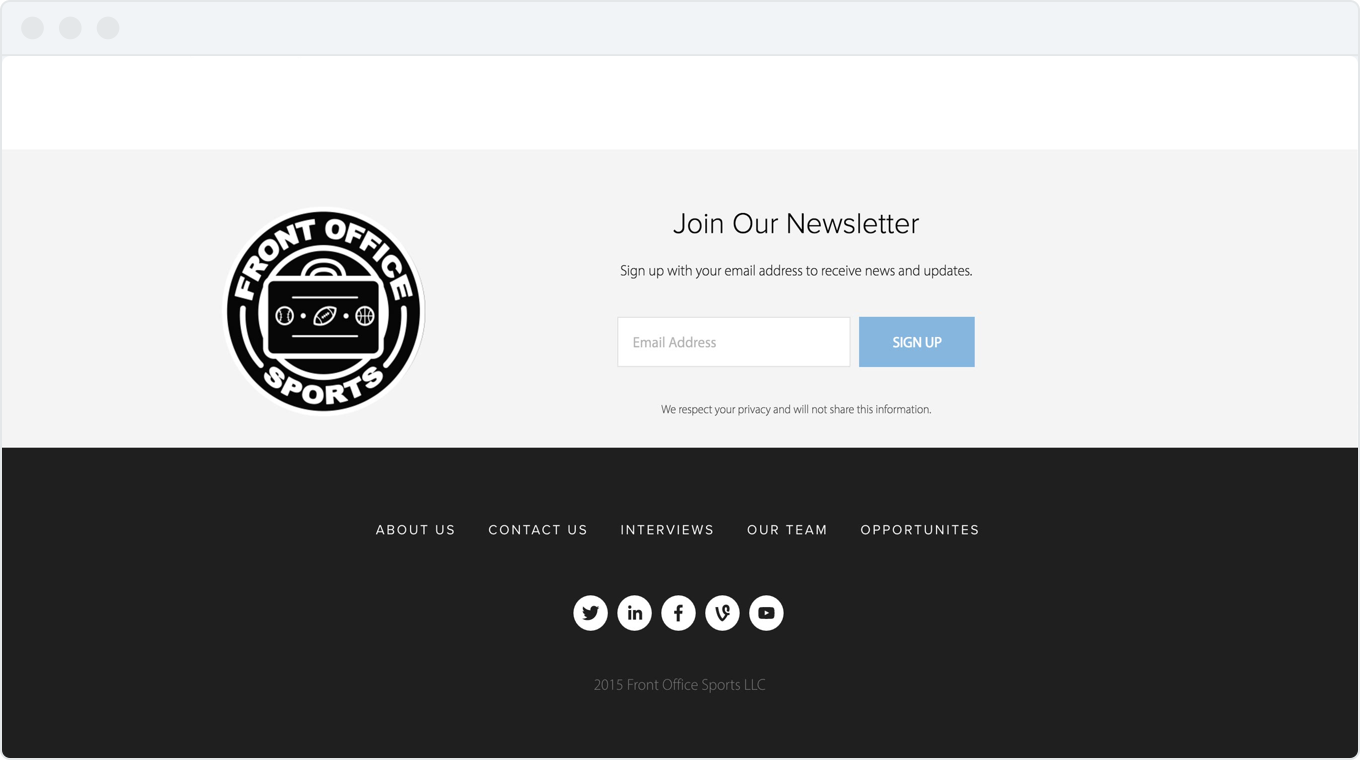 FRONT OFFICE
SPORTS
Join Our Newsletter
Sign up with your email address to receive news and updates.
Email Address
SIGN UP
We respect your privacy and will not share this information.
ABOUT US
CONTACT US
INTERVIEWS
OUR TEAM
OPPORTUNITES
in
2015 Front Office Sports LLC